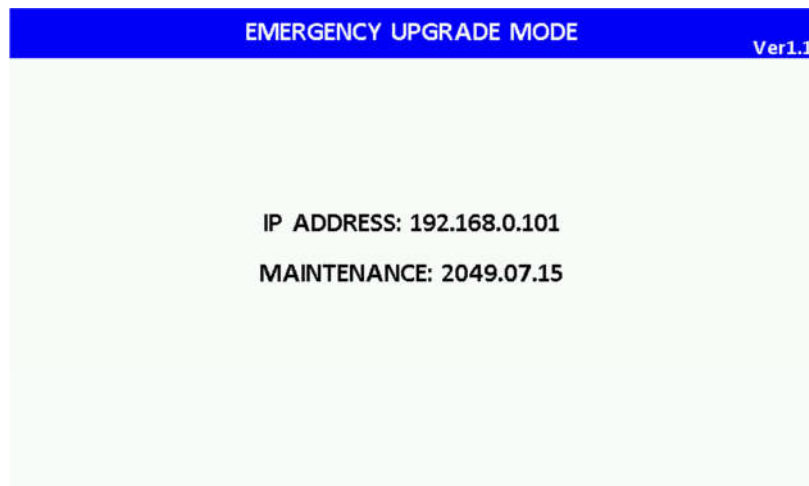 EMERGENCY UPGRADE MODE
Ver1.1
IP ADDRESS: 192.168.0.101
MAINTENANCE: 2049.07.15